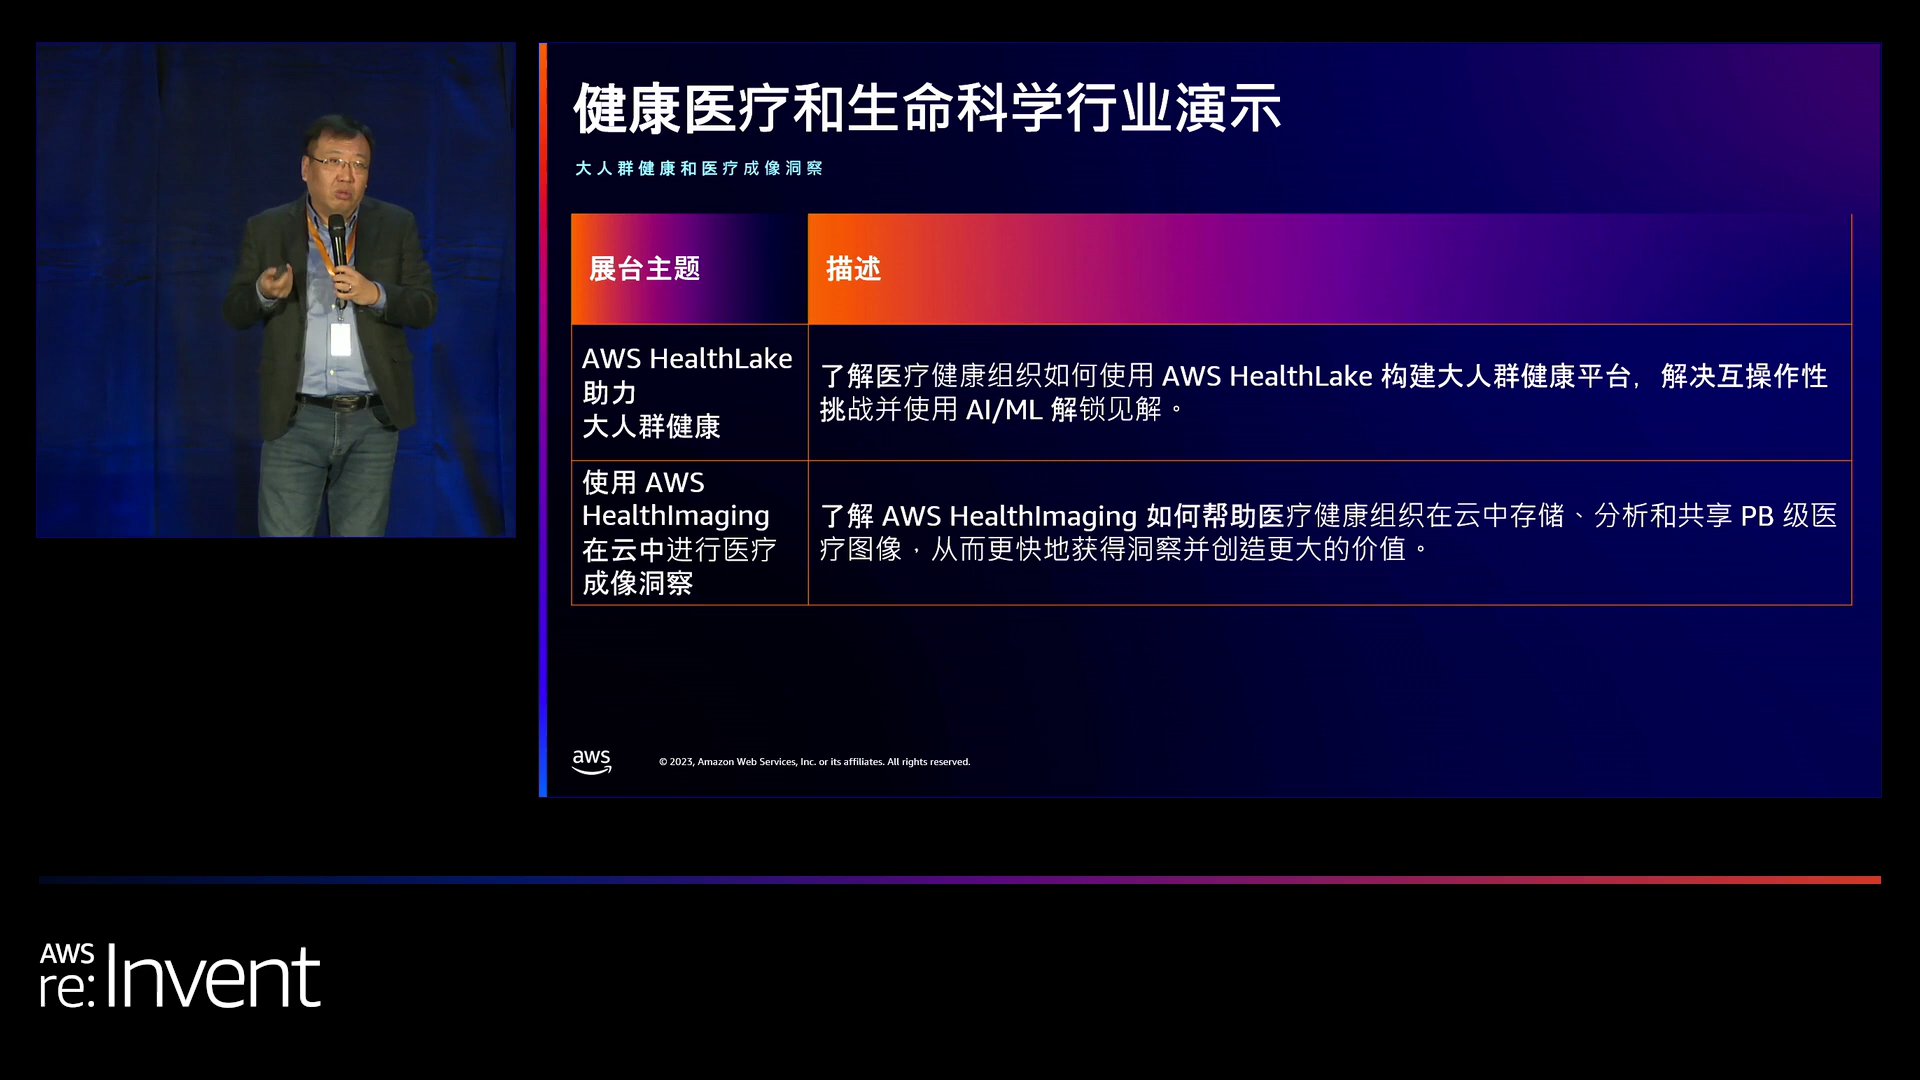 健康医疗和生命科学行业演示
大人群健康和医疗成像洞察
展台主题
描述
AWS HealthLake
助力
大人群健康
了解医疗健康组织如何使用 AWS HealthLake 构建大人群健康平台，解决互操作性
挑战并使用 AI/ML 解锁见解。
使用 AWS
HealthImaging
在云中进行医疗
成像洞察
了解 AWS HealthImaging 如何帮助医疗健康组织在云中存储、分析和共享 PB 级医
疗图像，从而更快地获得洞察并创造更大的价值。
aws
© 2023, Amazon Web Services, Inc. or its affiliates. All rights reserved.
AWS
re:Invent